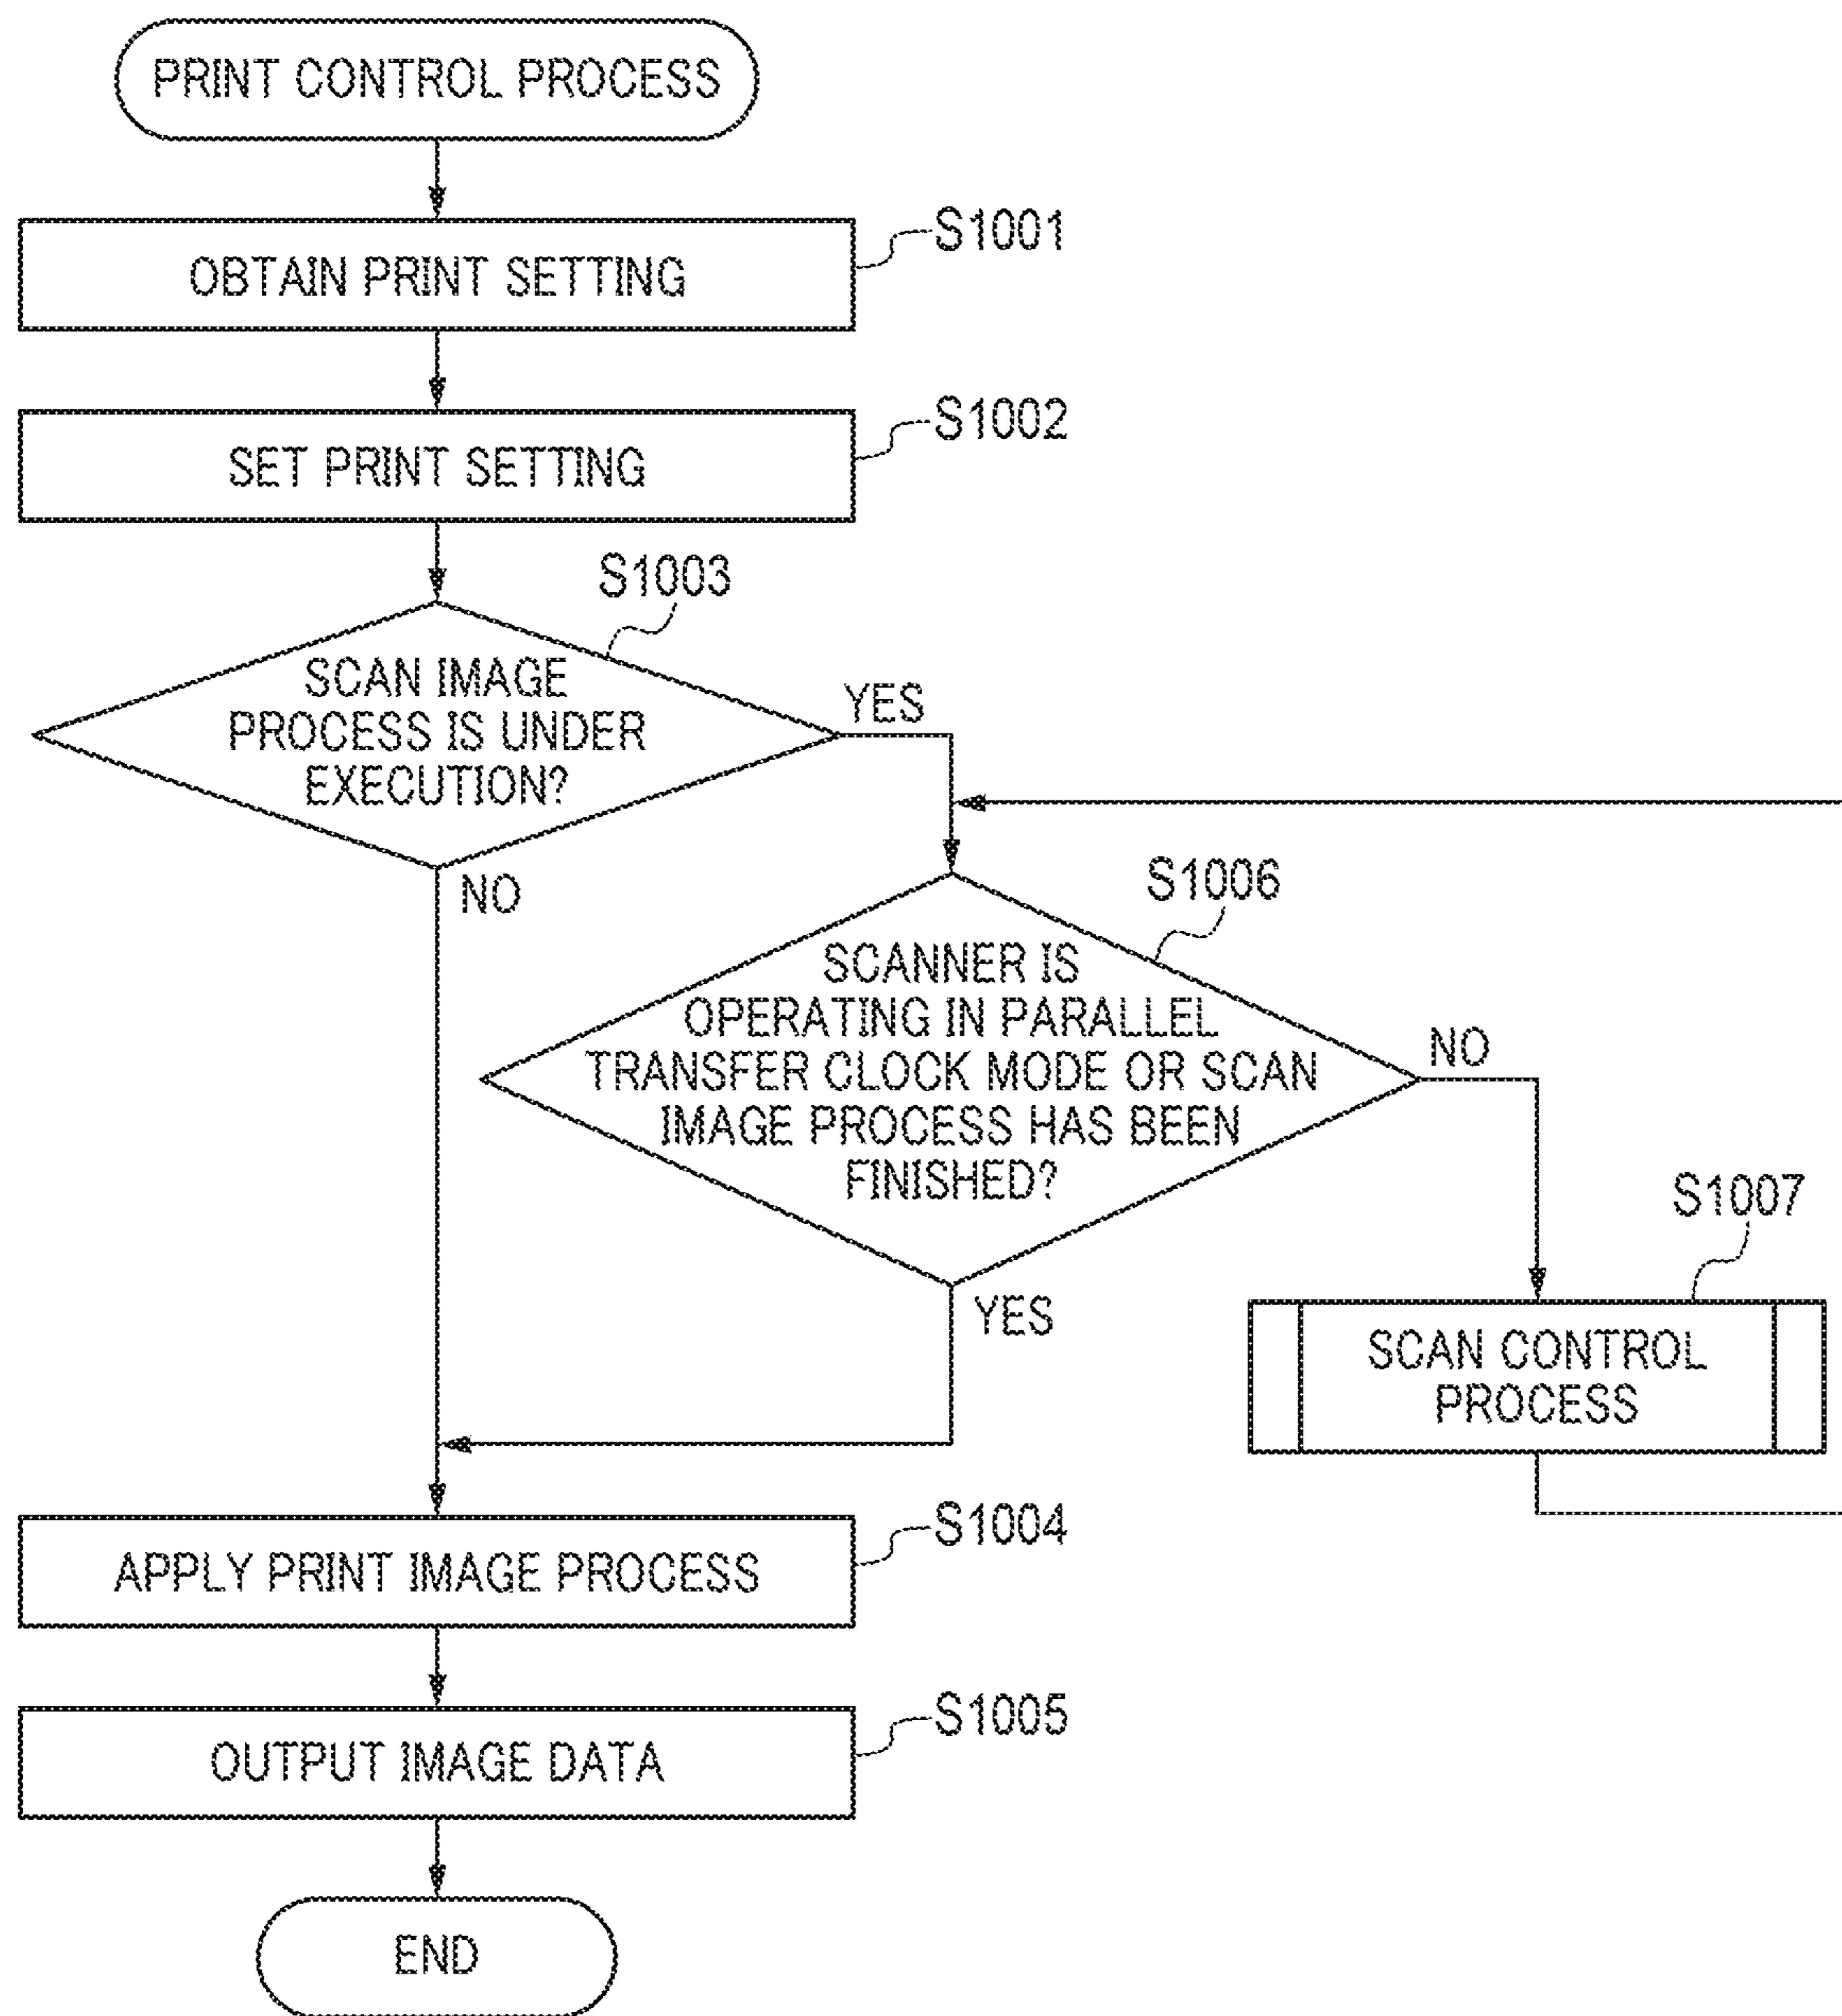 PRINT CONTROL PROCESS
S1001
OBTAIN PRINT SETTING
S1002
SET PRINT SETTING
S1003
SCAN IMAGE
PROCESS IS UNDER
EXECUTION?
YES
NO
S1006
SCANNER IS
OPERATING IN PARALLEL
TRANSFER CLOCK MODE OR SCAN
IMAGE PROCESS HAS BEEN
FINISHED?
NO
YES
S1007
SCAN CONTROL
PROCESS
S1004
APPLY PRINT IMAGE PROCESS
S1005
OUTPUT IMAGE DATA
END